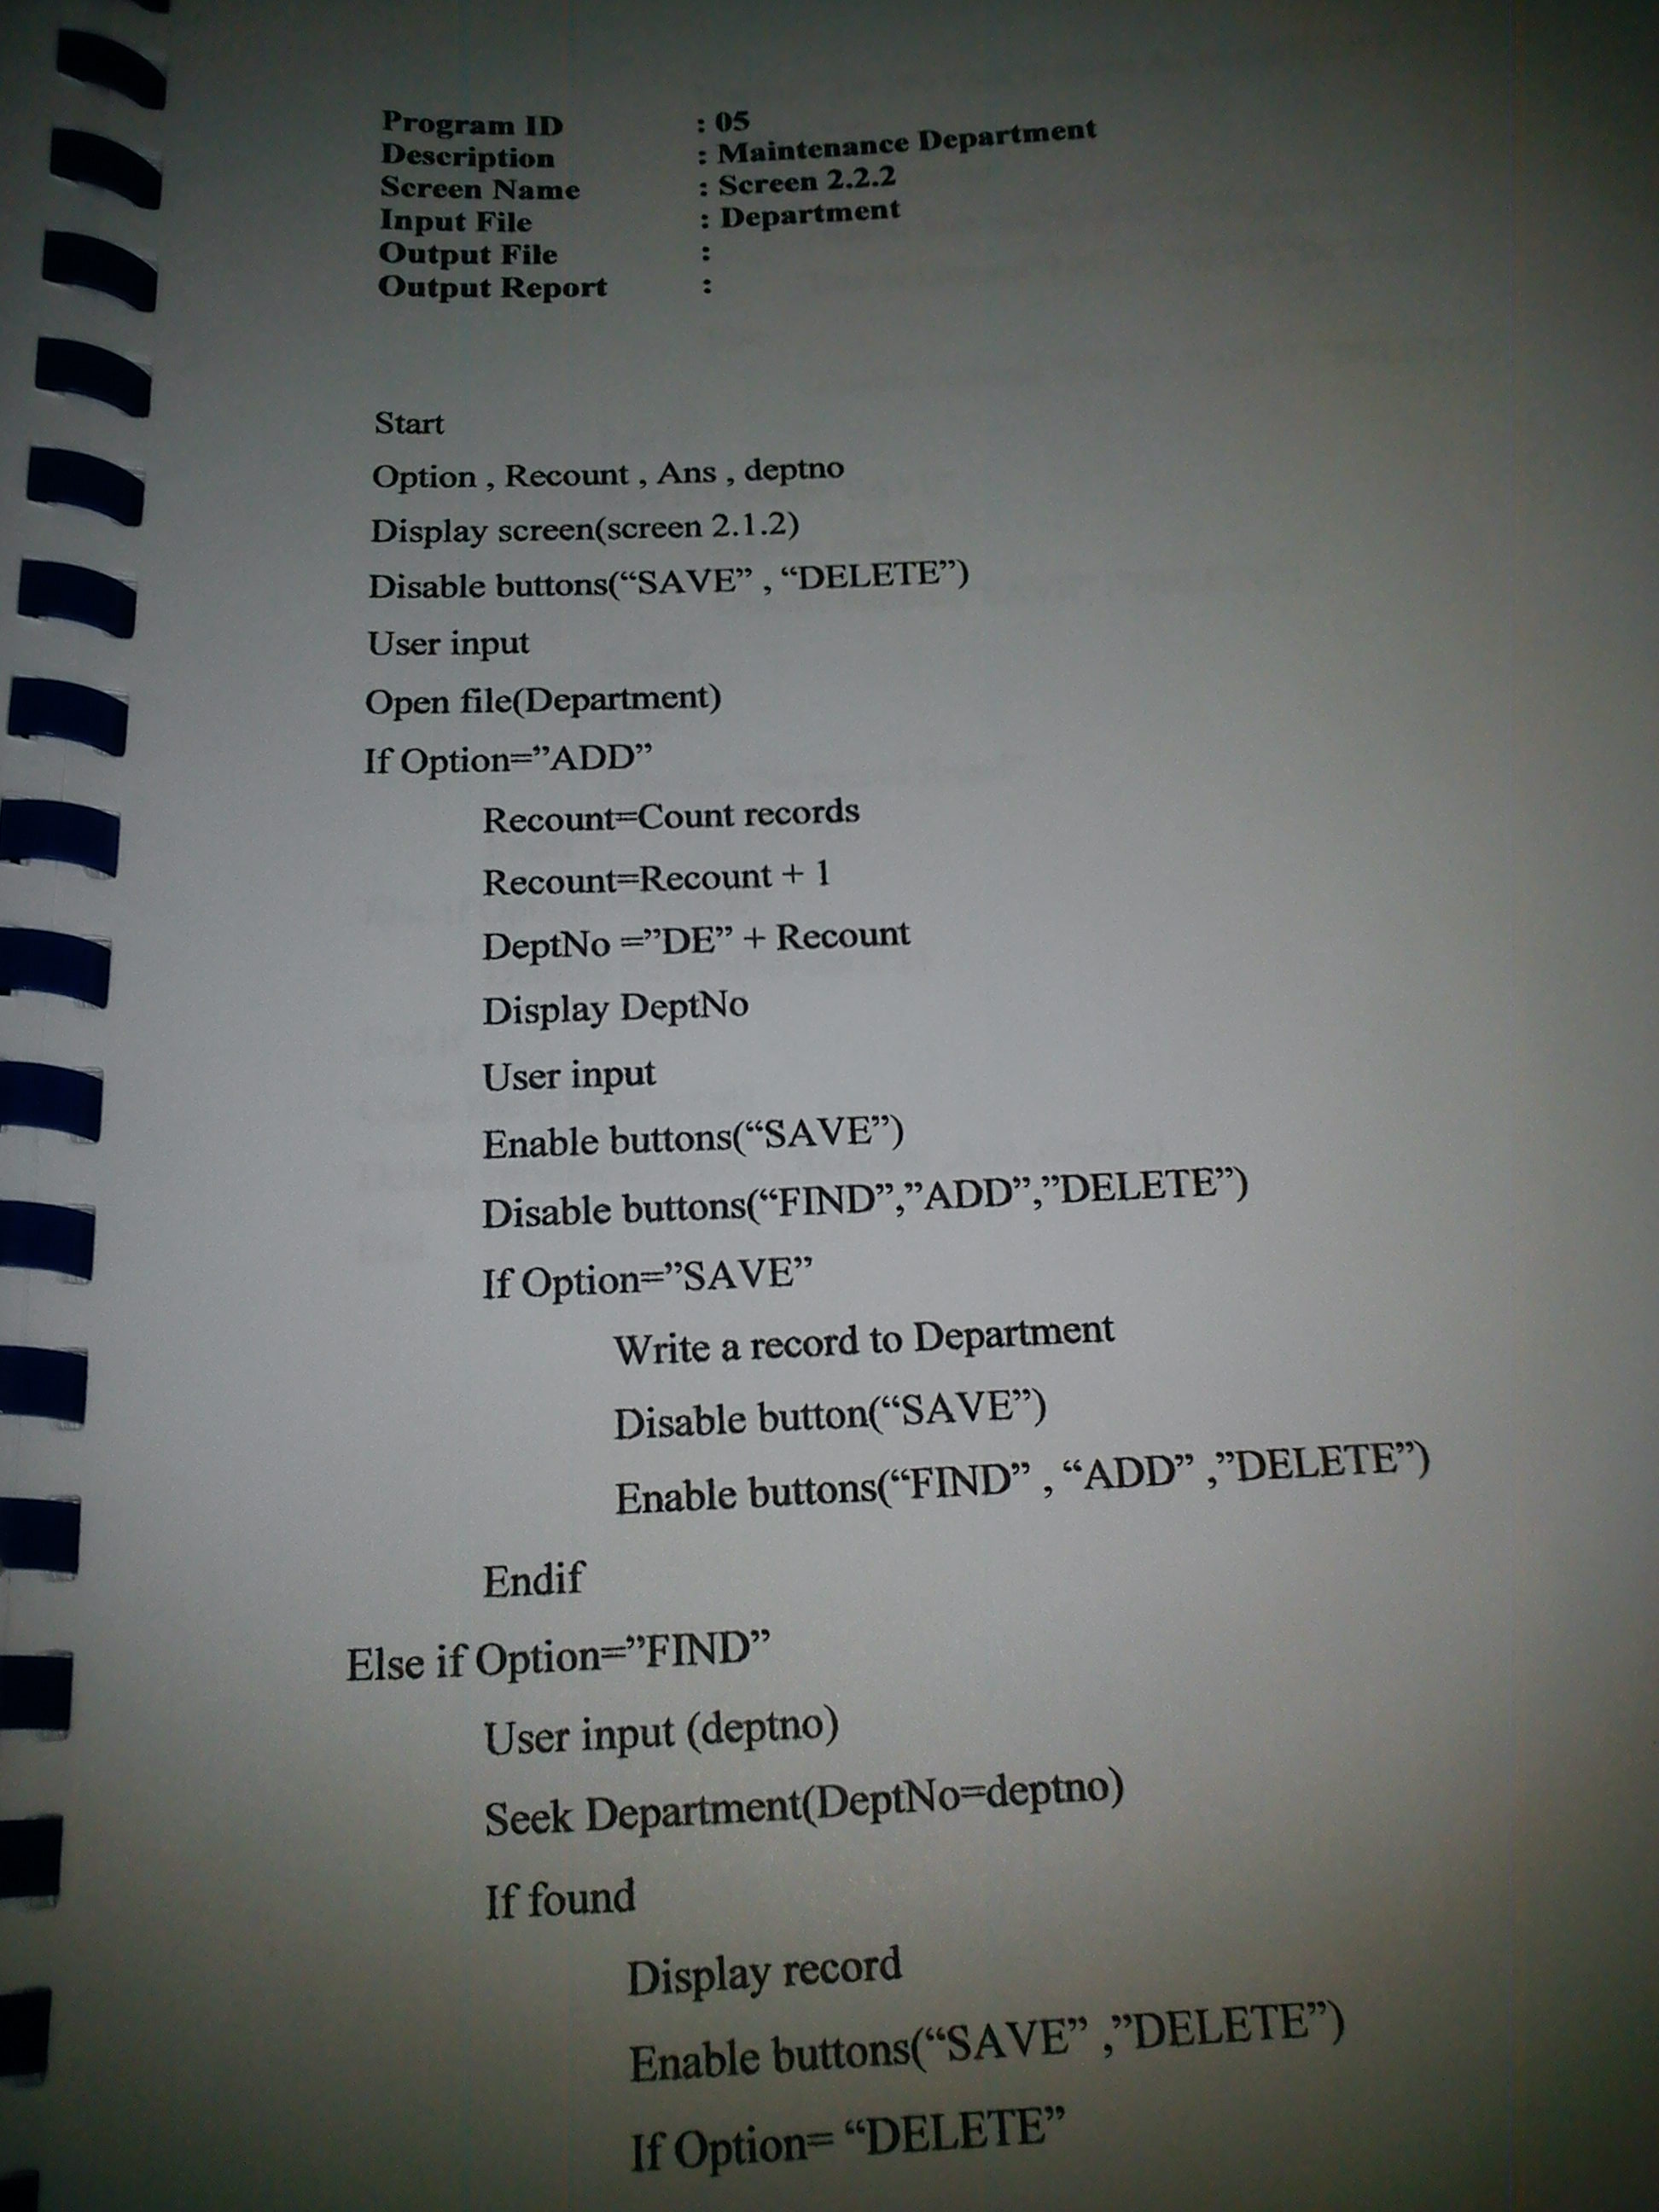 Program ID : 05
Description : Maintenance Department
Screen Name : Screen 2.2.2
Input File : Department
Output File :
Output Report :
Start
Option , Recount , Ans , deptno
Display screen(screen 2.1.2)
Disable buttons(“SAVE” , “DELETE”)
User input
Open file(Department)
If Option=”ADD”
Recount=Count records
Recount=Recount + 1
DeptNo =”DE” + Recount
Display DeptNo
User input
Enable buttons(“SAVE”)
Disable buttons(“FIND”,”ADD”,”DELETE”)
If Option=”SAVE”
Write a record to Department
Disable button(“SAVE”)
Enable buttons(“FIND” , “ADD” ,”DELETE”)
Endif
Else if Option=”FIND”
User input (deptno)
Seek Department(DeptNo=deptno)
If found
Display record
Enable buttons(“SAVE” ,”DELETE”)
If Option= “DELETE”